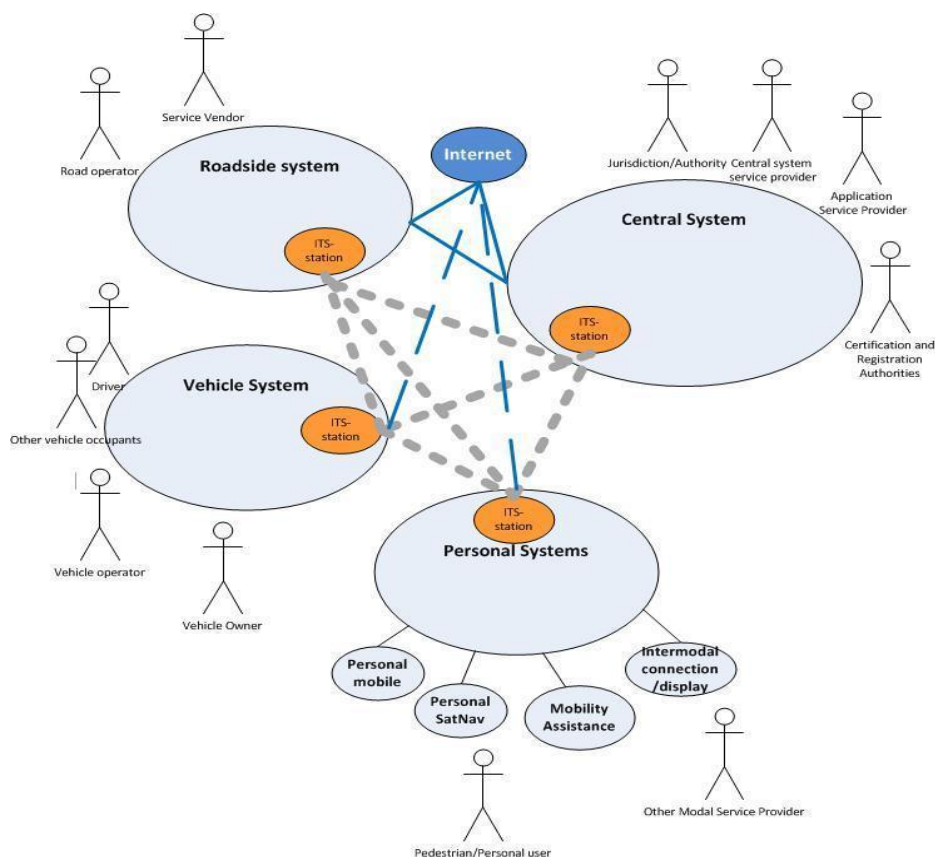 Service Vendor
Road operator
Roadside system
ITS-
station
Internet
Jurisdiction/Authority
Central system
service provider
Application
Service Provider
Central System
ITS-
station
Certification and
Registration
Authorities
Driver
Other vehicle occupants
Vehicle System
ITS-
station
Vehicle operator
Vehicle Owner
ITS-
station
Personal Systems
Personal
mobile
Personal
SatNav
Mobility
Assistance
Intermodal
connection
/display
Other Modal Service Provider
Pedestrian/Personal user